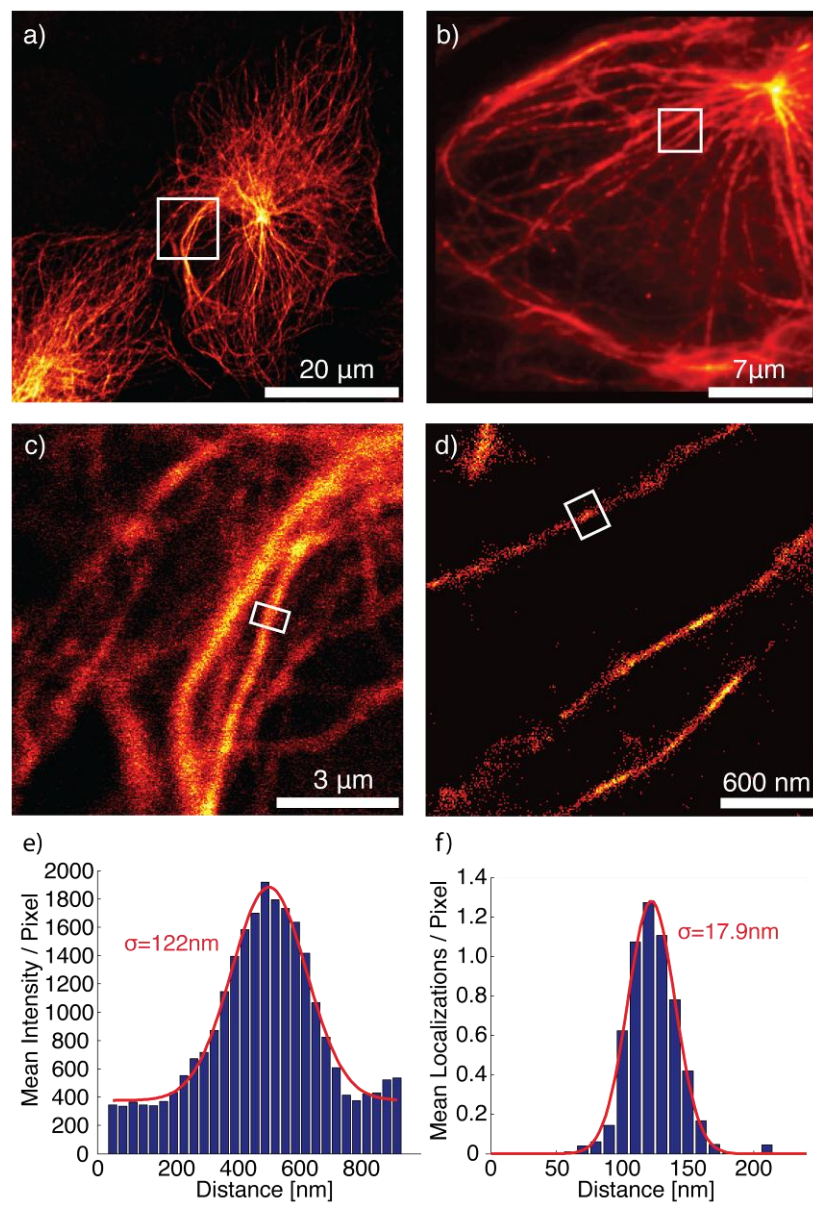 a)
20 µm
b)
7µm
c)
3 µm
d)
600 nm
e)
2000
1800
1600
1400
1200
1000
800
600
400
200
0
Mean Intensity / Pixel
σ=122nm
0 200 400 600 800
Distance [nm]
f)
1.4
1.2
1.0
0.8
0.6
0.4
0.2
0
Mean Localizations / Pixel
σ=17.9nm
0 50 100 150 200
Distance [nm]